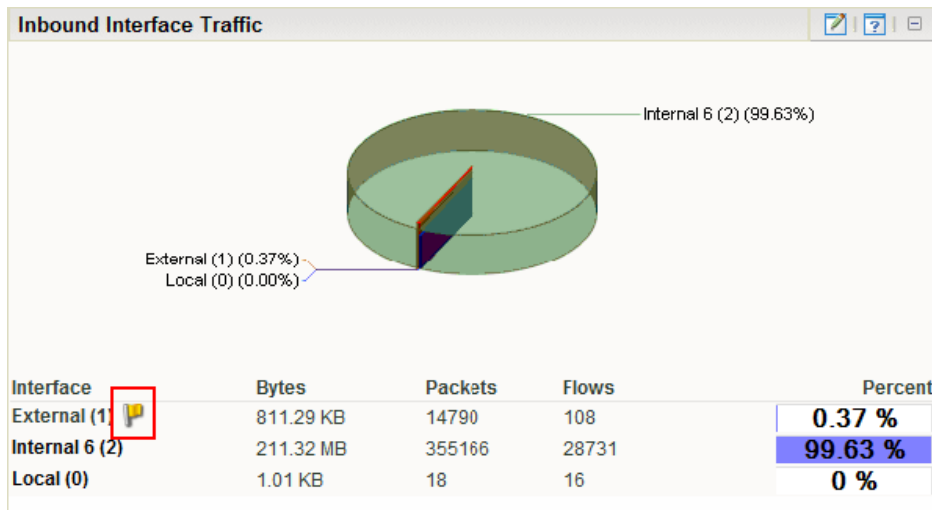 Inbound Interface Traffic
Internal 6 (2) (99.63%)
External (1) (0.37%)
Local (0) (0.00%)
Interface Bytes Packets Flows Percent
External (1) 811.29 KB 14790 108 0.37 %
Internal 6 (2) 211.32 MB 355166 28731 99.63 %
Local (0) 1.01 KB 18 16 0 %